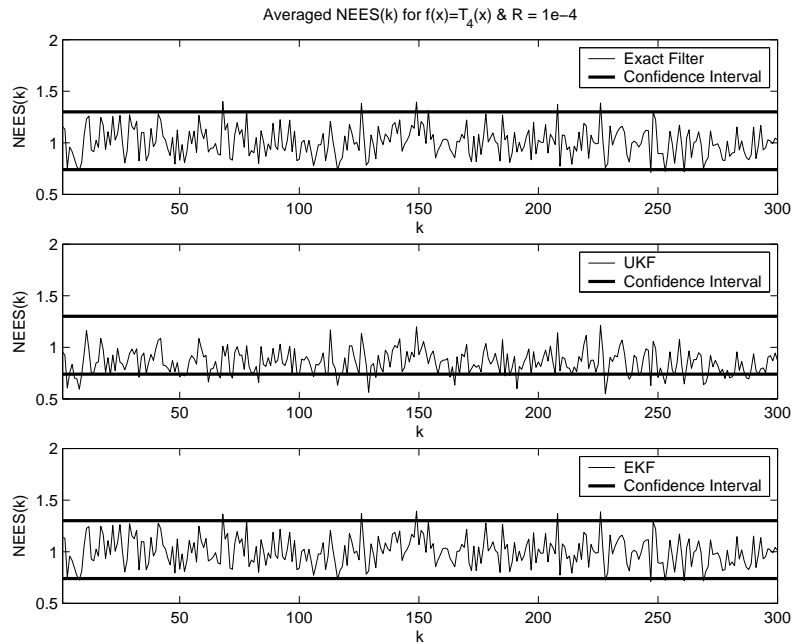 Averaged NEES(k) for f(x)=T_4(x) & R = 1e−4
2
1.5
1
0.5
NEES(k)
Exact Filter
Confidence Interval
50 100 150 200 250 300
k
2
1.5
1
0.5
NEES(k)
UKF
Confidence Interval
50 100 150 200 250 300
k
2
1.5
1
0.5
NEES(k)
EKF
Confidence Interval
50 100 150 200 250 300
k